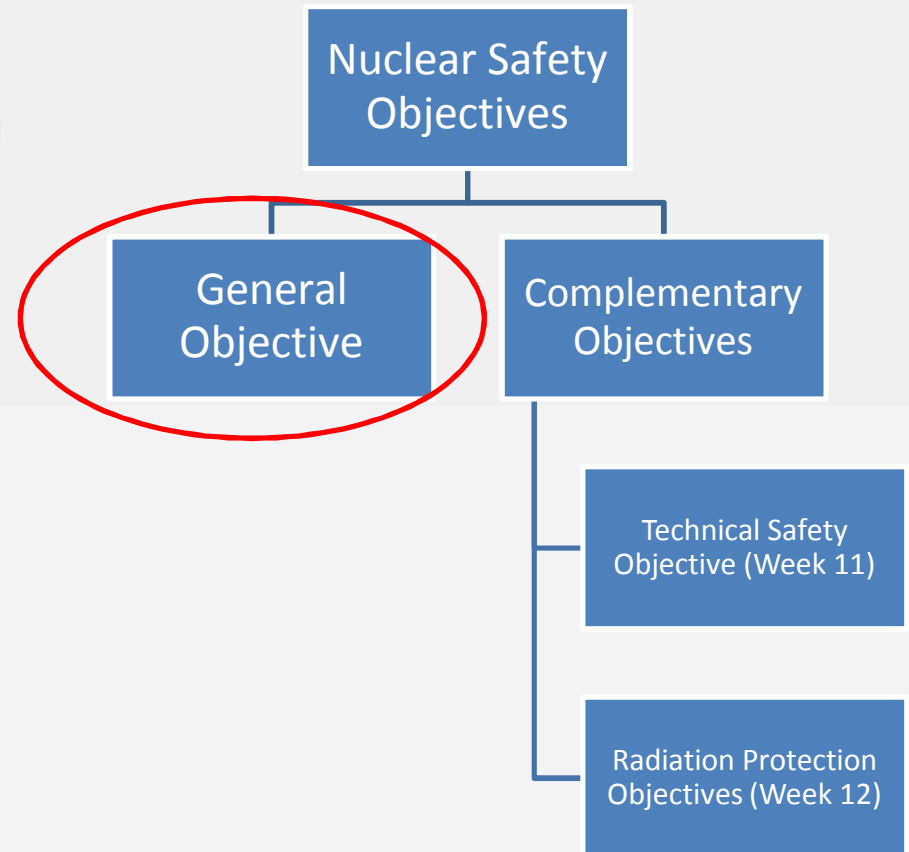 Nuclear Safety
Objectives
General
Objective
Complementary
Objectives
Technical Safety
Objective (Week 11)
Radiation Protection
Objectives (Week 12)